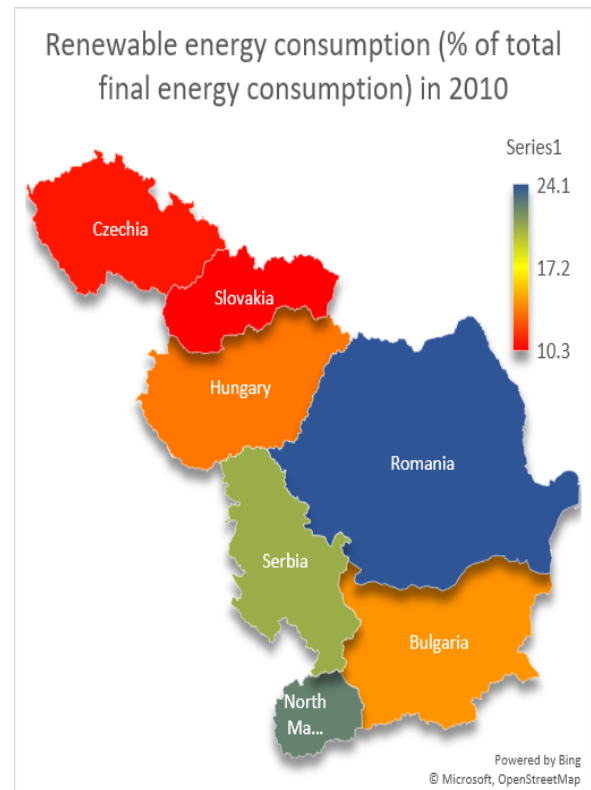 Renewable energy consumption (% of total
final energy consumption) in 2010
Series1
24.1
17.2
10.3
Czechia
Slovakia
Hungary
Romania
Serbia
Bulgaria
North
Ma...
Powered by Bing
© Microsoft, OpenStreetMap